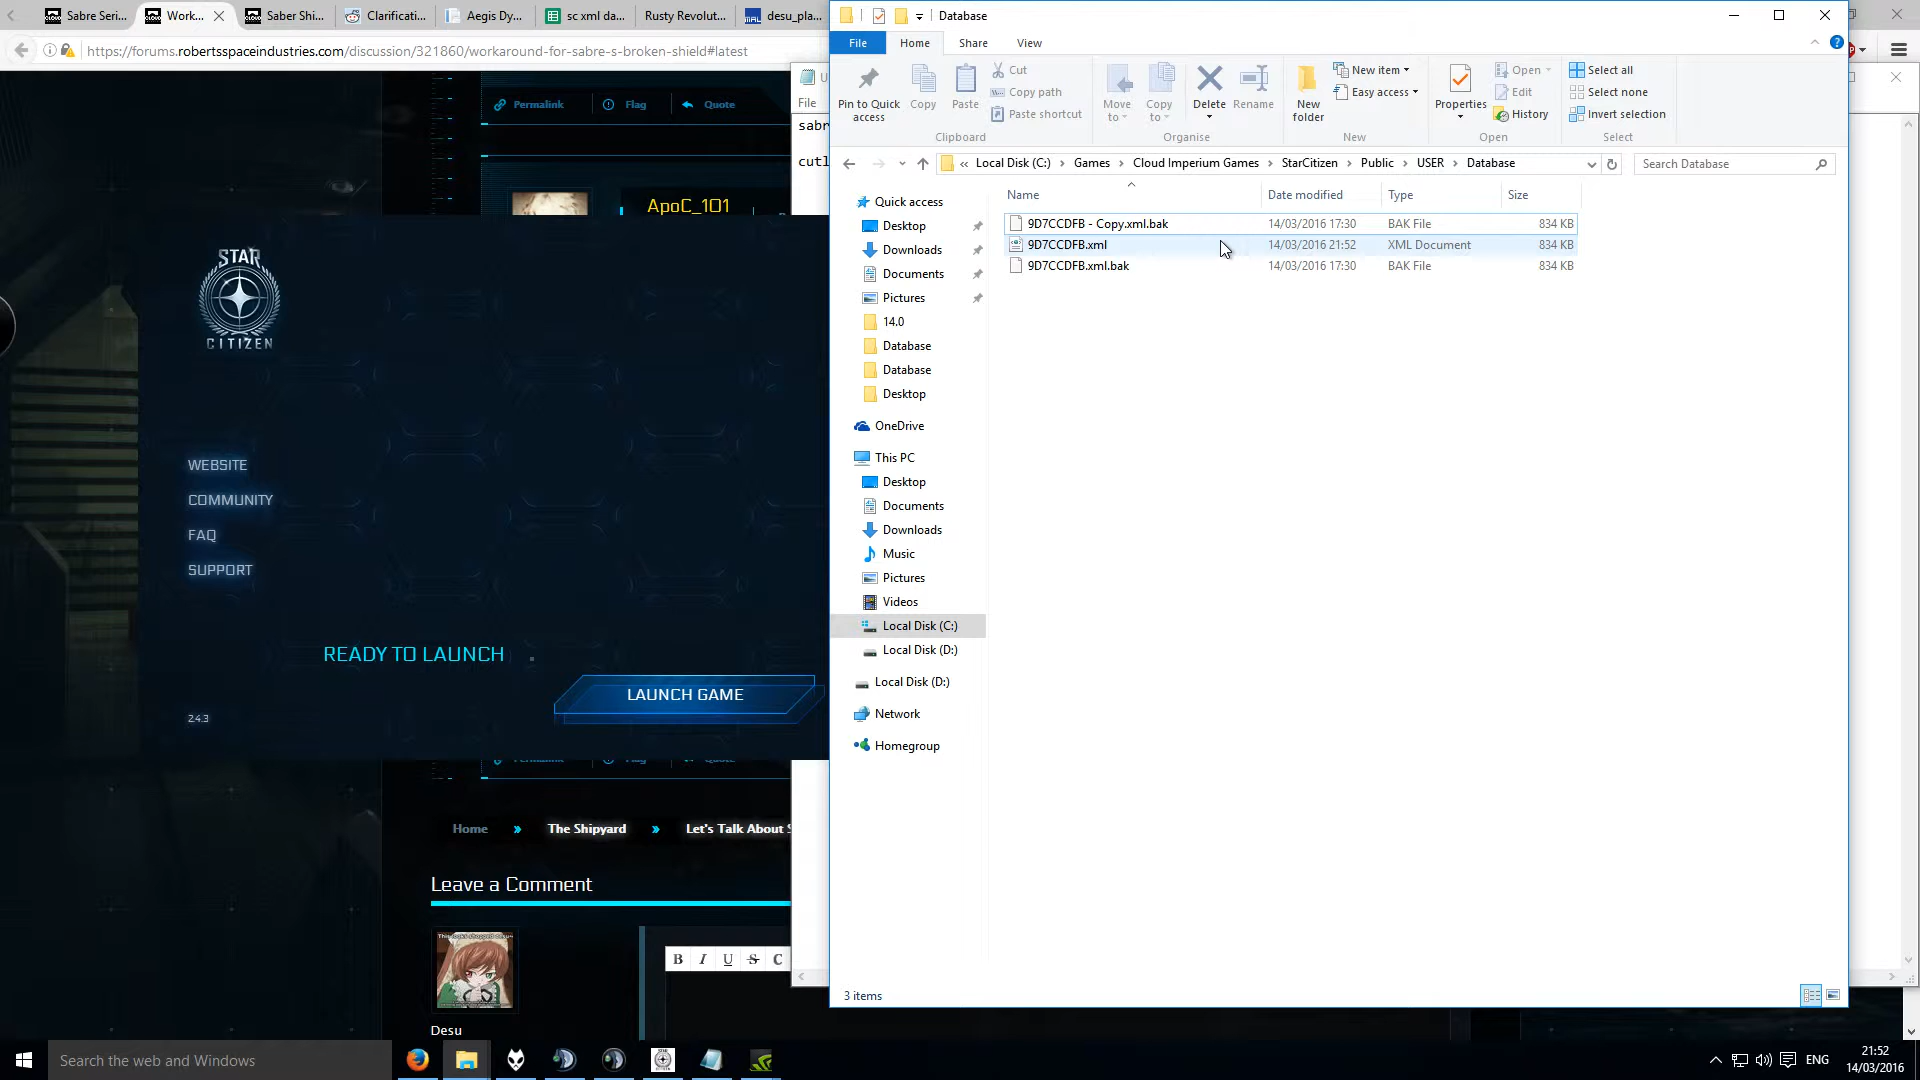 Sabre Seri...
Work...
Saber Shi...
Clarificati...
Aegis Dy...
sc xml da...
Rusty Revolut...
desu_pla...
https://forums.robertsspaceindustries.com/discussion/321860/workaround-for-sabre-s-broken-shield#latest
Permalink
Flag
Quote
ApoC_101
File
sabr
cutl
STAR
CITIZEN
WEBSITE
COMMUNITY
FAQ
SUPPORT
READY TO LAUNCH
LAUNCH GAME
2.4.3
Home » The Shipyard » Let's Talk About S
Leave a Comment
B I U S C
Desu
Database
File Home Share View
Pin to Quick access
Copy
Paste
Cut
Copy path
Paste shortcut
Clipboard
Move to
Copy to
Delete
Rename
Organise
New folder
New item
Easy access
New
Properties
Open
Edit
History
Open
Select all
Select none
Invert selection
Select
« Local Disk (C:) › Games › Cloud Imperium Games › StarCitizen › Public › USER › Database
Search Database
Name Date modified Type Size
9D7CCDFB - Copy.xml.bak 14/03/2016 17:30 BAK File 834 KB
9D7CCDFB.xml 14/03/2016 21:52 XML Document 834 KB
9D7CCDFB.xml.bak 14/03/2016 17:30 BAK File 834 KB
Quick access
Desktop
Downloads
Documents
Pictures
14.0
Database
Database
Desktop
OneDrive
This PC
Desktop
Documents
Downloads
Music
Pictures
Videos
Local Disk (C:)
Local Disk (D:)
Local Disk (D:)
Network
Homegroup
3 items
Search the web and Windows
ENG
21:52
14/03/2016